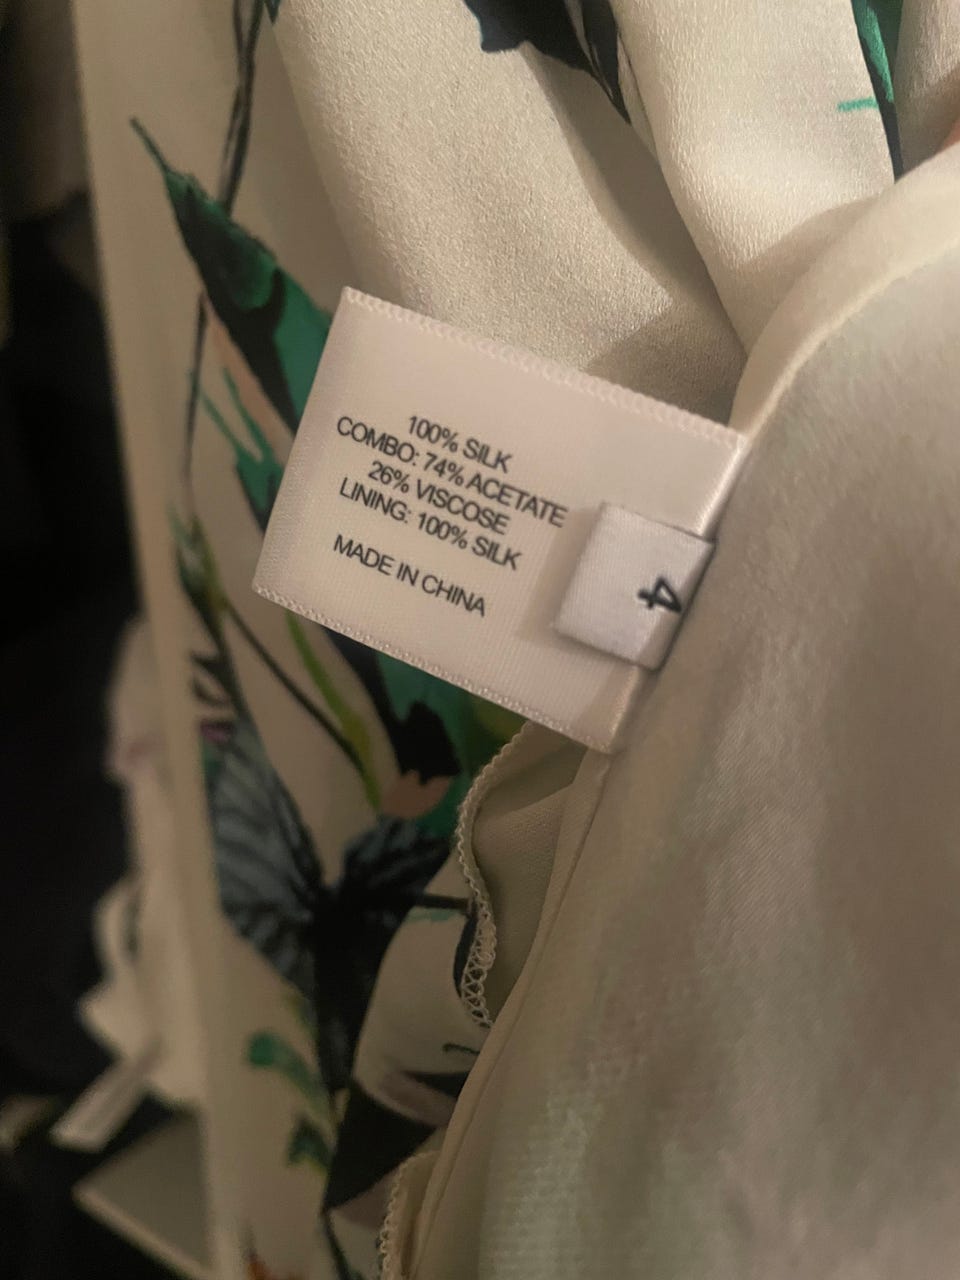 100% SILK
COMBO: 74% ACETATE
26% VISCOSE
LINING: 100% SILK
MADE IN CHINA
4